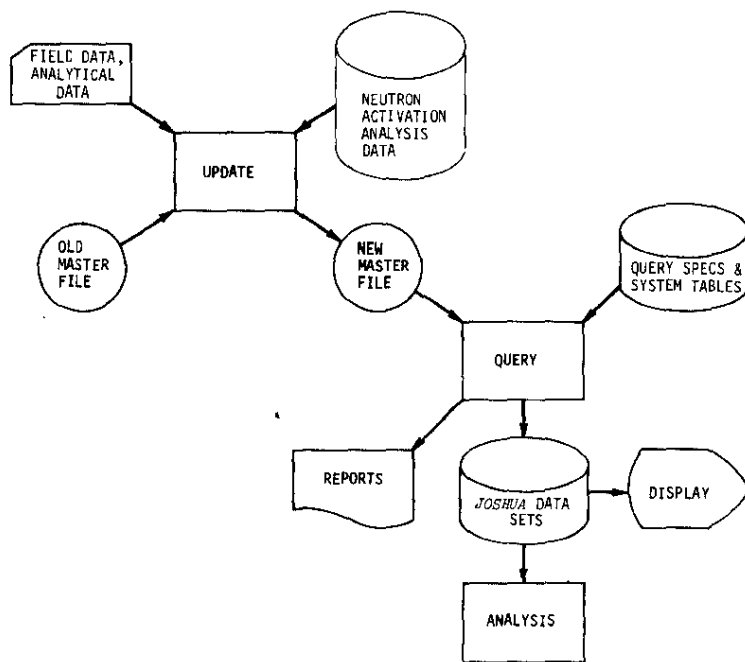 FIELD DATA,
ANALYTICAL
DATA
NEUTRON
ACTIVATION
ANALYSIS
DATA
UPDATE
OLD
MASTER
FILE
NEW
MASTER
FILE
QUERY SPECS &
SYSTEM TABLES
QUERY
REPORTS
JOSHUA DATA
SETS
DISPLAY
ANALYSIS